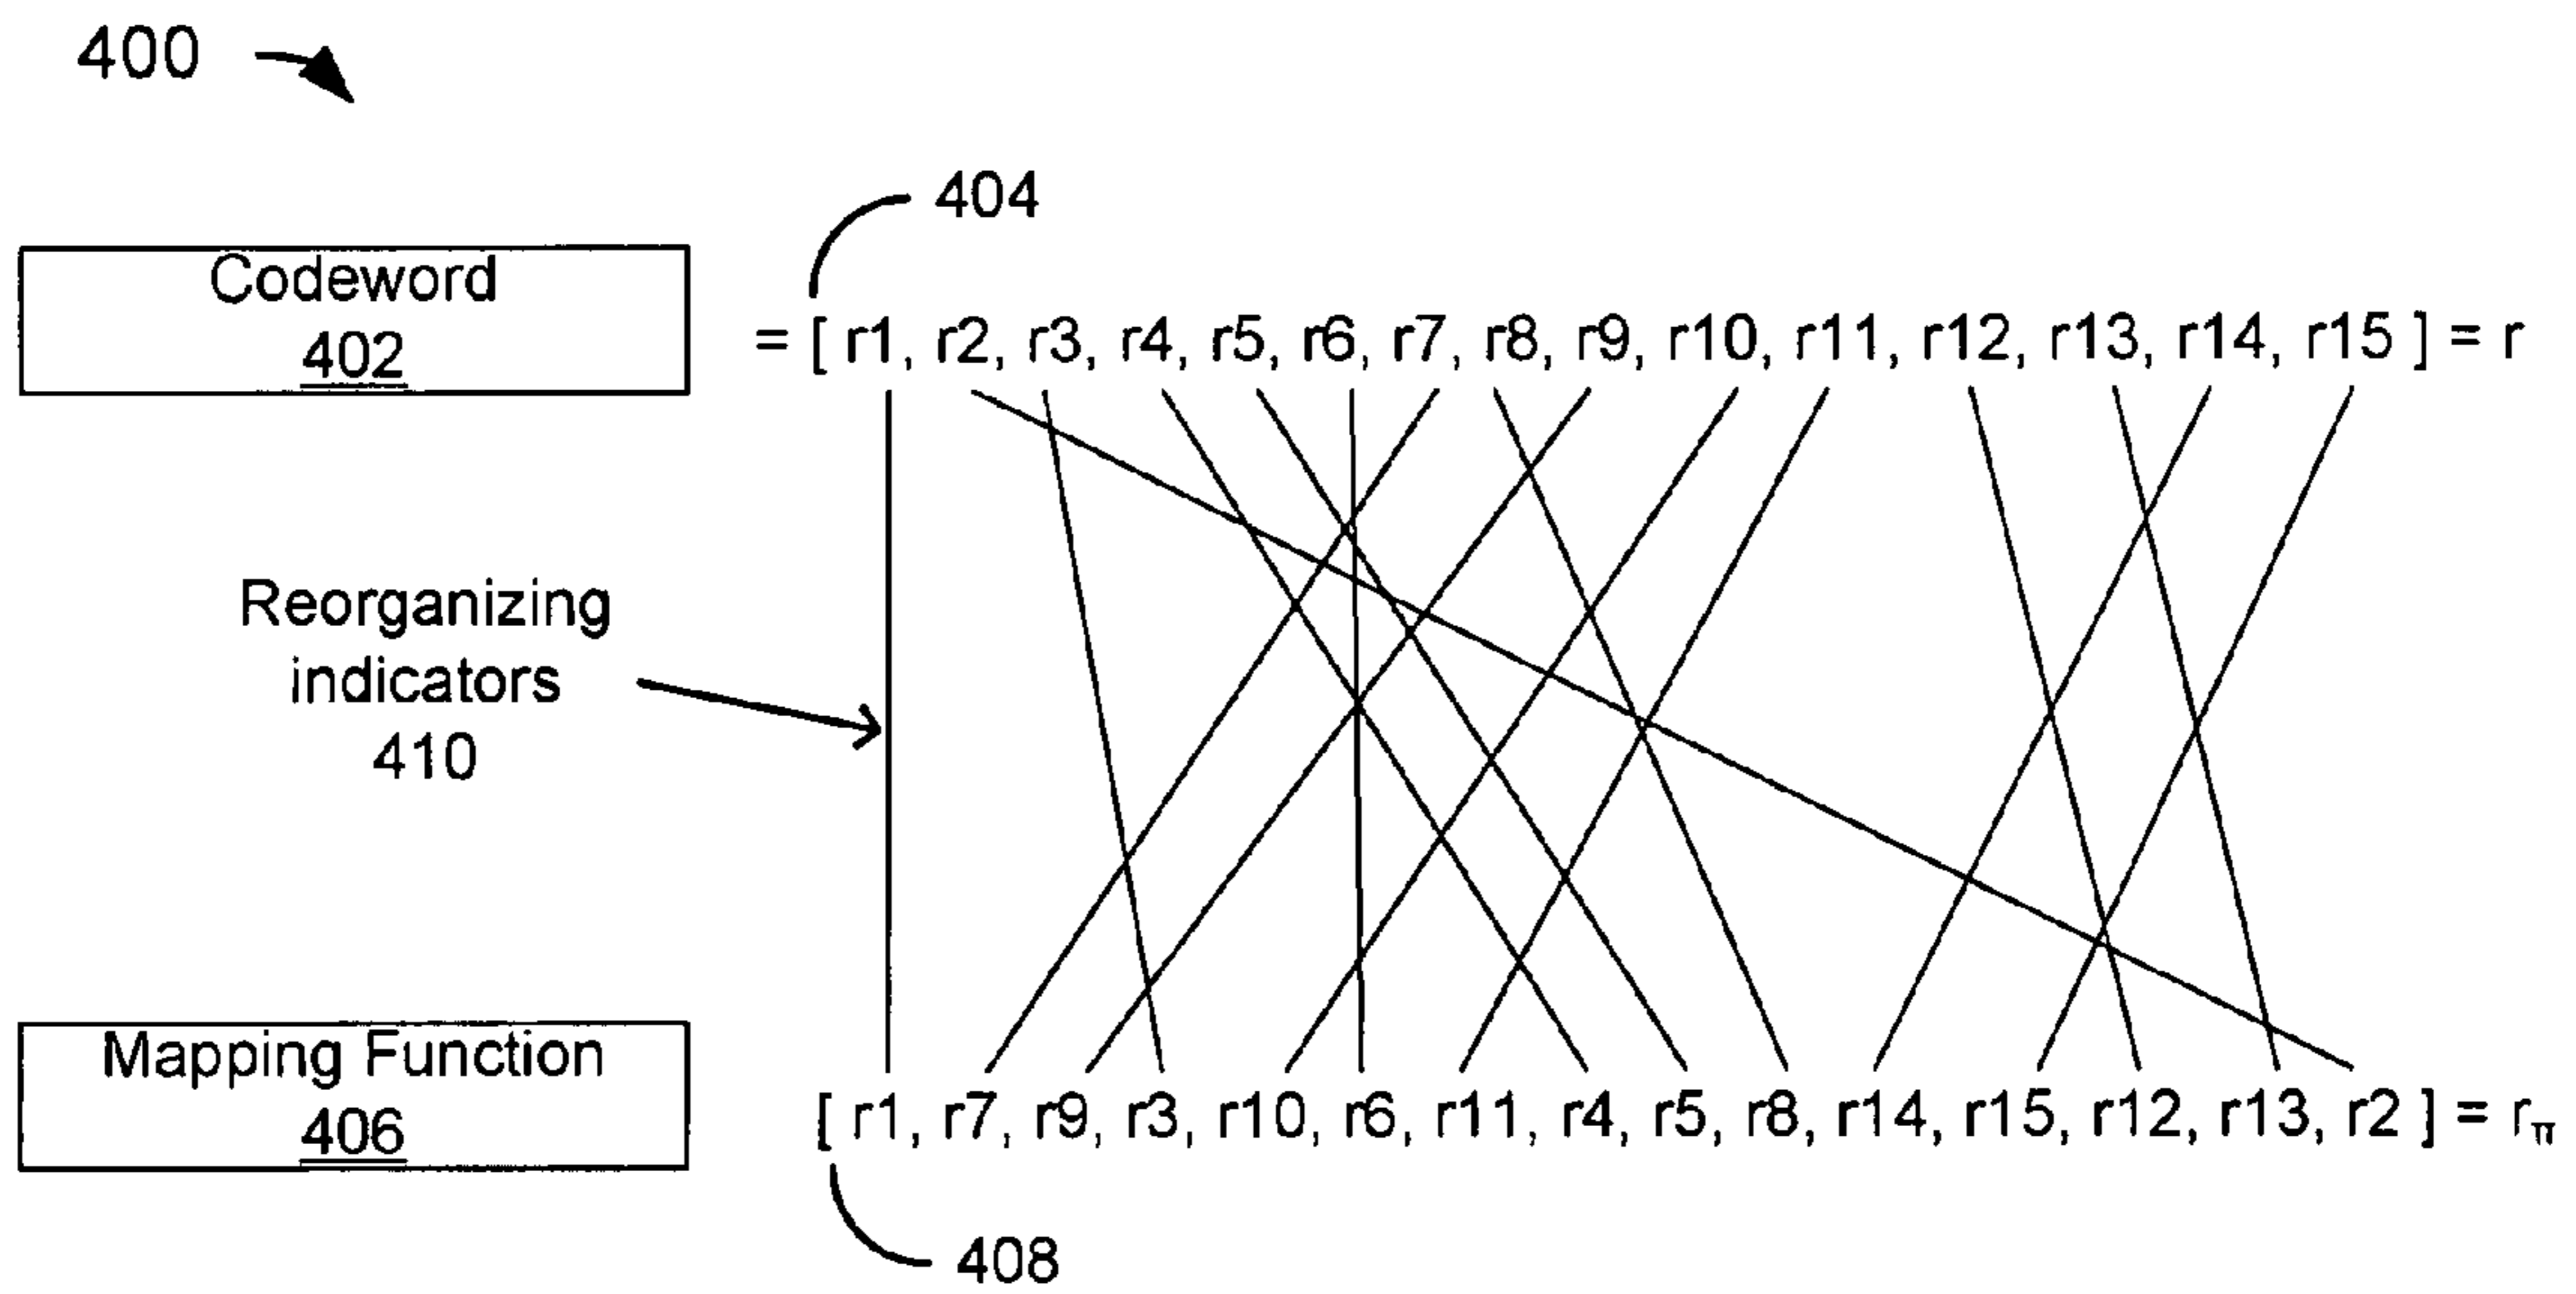 400
404
Codeword
402
= [ r1, r2, r3, r4, r5, r6, r7, r8, r9, r10, r11, r12, r13, r14, r15 ] = r
Reorganizing
indicators
410
Mapping Function
406
[ r1, r7, r9, r3, r10, r6, r11, r4, r5, r8, r14, r15, r12, r13, r2 ] = rπ
408